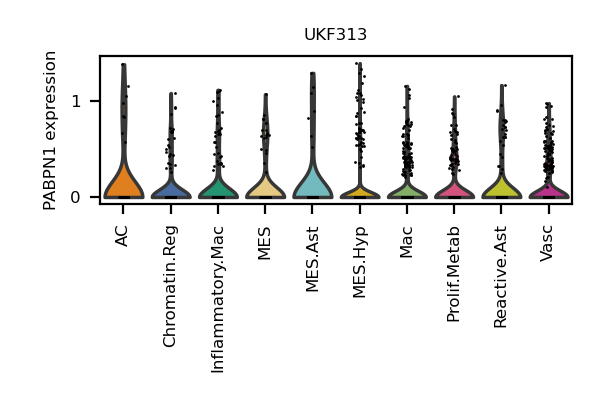 UKF313
PABPN1 expression
1
0
AC
Chromatin.Reg
Inflammatory.Mac
MES
MES.Ast
MES.Hyp
Mac
Prolif.Metab
Reactive.Ast
Vasc